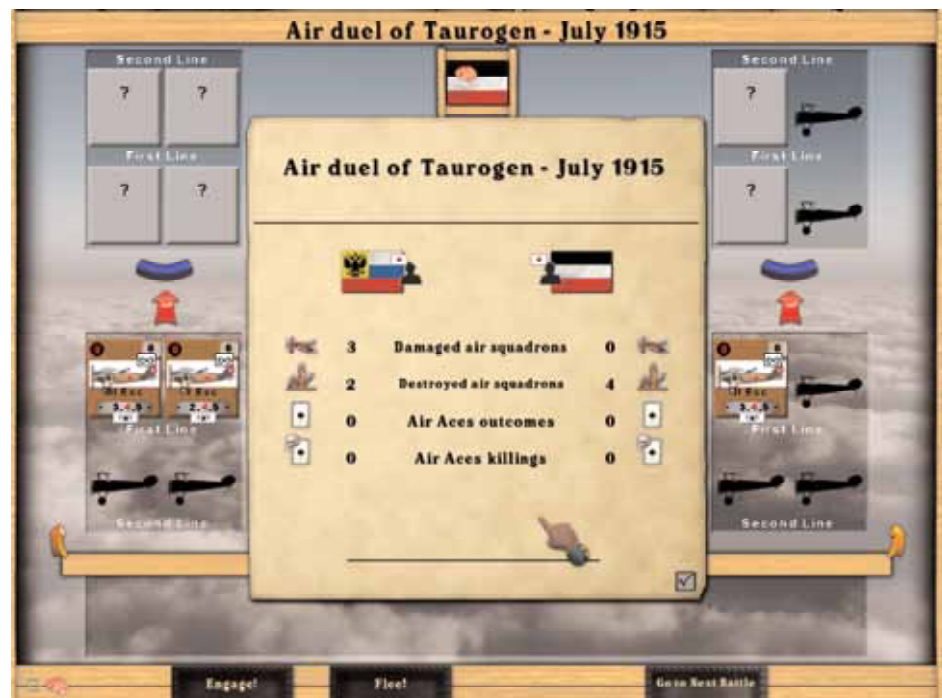 Air duel of Taurogen - July 1915
Second Line
Second Line
?
?
?
First Line
First Line
?
?
?
Air duel of Taurogen - July 1915
3 Damaged air squadrons 0
2 Destroyed air squadrons 4
0 Air Aces outcomes 0
0 Air Aces killings 0
First Line
First Line
Second Line
Second Line
Engage!
Flee!
Go to Next Battle